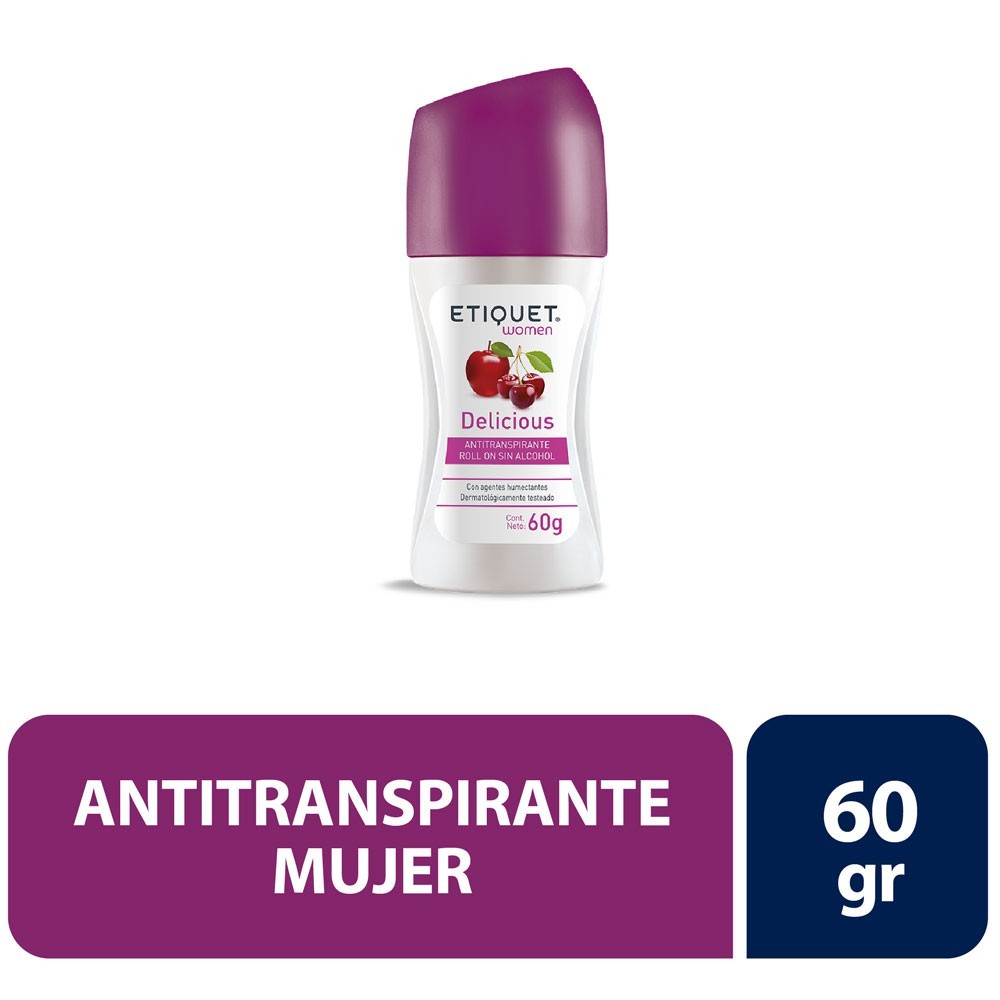 ETIQUET®
women
Delicious
ANTITRANSPIRANTE
ROLL ON SIN ALCOHOL
Con agentes humectantes
Dermatológicamente testeado
Cont.
Neto: 60g
ANTITRANSPIRANTE
MUJER
60
gr